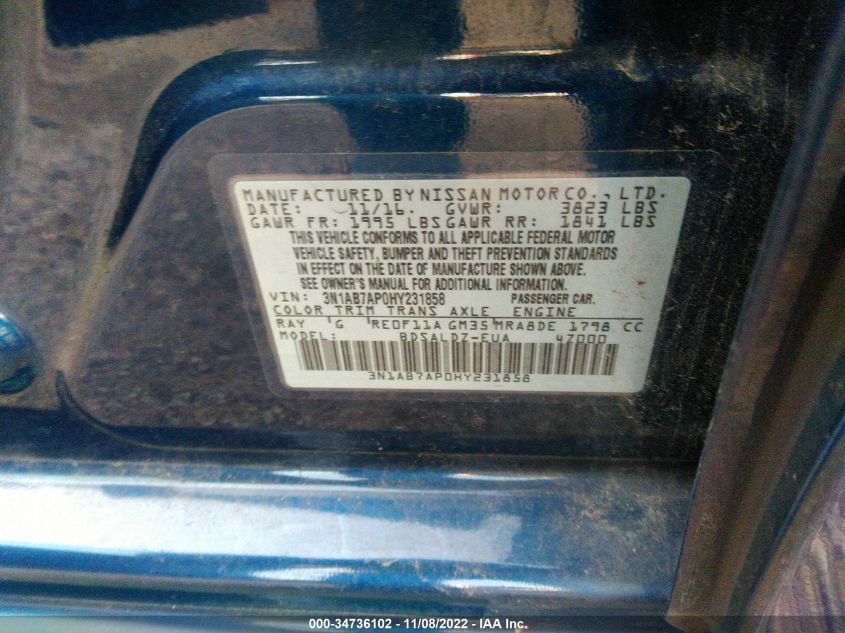 MANUFACTURED BY NISSAN MOTOR CO., LTD.
DATE: 11/16. GVWR: 3823 LBS
GAWR FR: 1995 LBS GAWR RR: 1841 LBS
THIS VEHICLE CONFORMS TO ALL APPLICABLE FEDERAL MOTOR
VEHICLE SAFETY, BUMPER AND THEFT PREVENTION STANDARDS
IN EFFECT ON THE DATE OF MANUFACTURE SHOWN ABOVE.
SEE OWNER'S MANUAL FOR ADDITIONAL INFORMATION.
VIN: 3N1AB7AP0HY231858 PASSENGER CAR.
COLOR TRIM TRANS AXLE ENGINE
RAY G RE0F11A GM35 MRA8DE 1798 CC
MODEL: BDSALDZ-EUA 4Z000
3N1AB7AP0HY231858
000-34736102 - 11/08/2022 - IAA Inc.